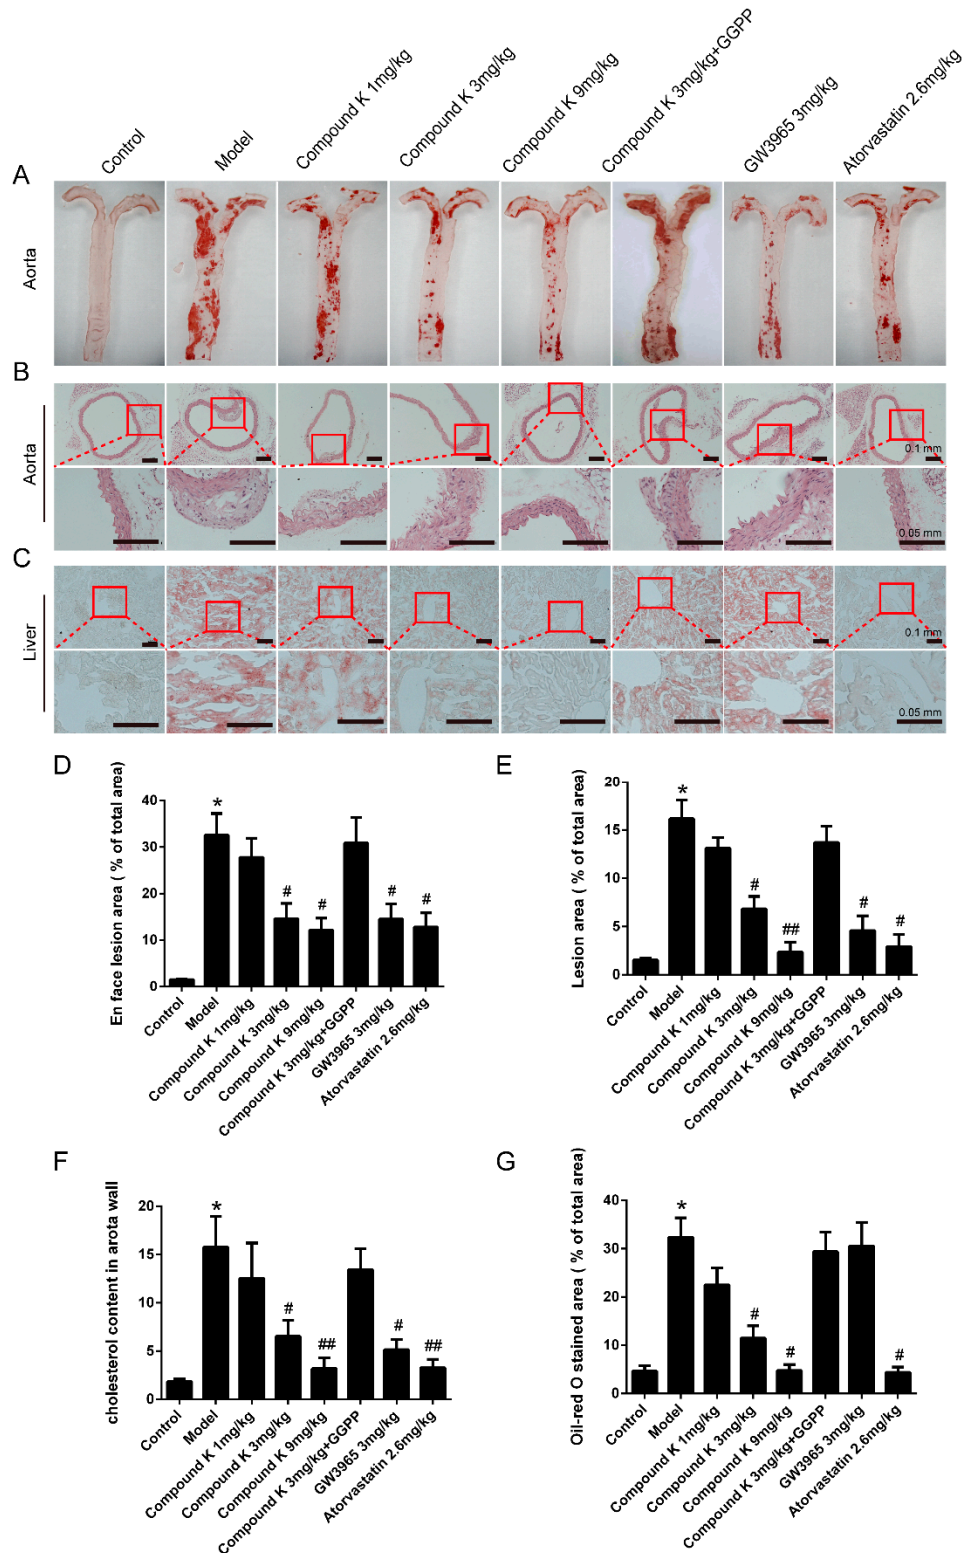 Control
Model
Compound K 1mg/kg
Compound K 3mg/kg
Compound K 9mg/kg
Compound K 3mg/kg+GGPP
GW3965 3mg/kg
Atorvastatin 2.6mg/kg
A
Aorta
B
Aorta
0.1 mm
0.05 mm
C
Liver
0.1 mm
0.05 mm
D
En face lesion area ( % of total area)
40
30
20
10
0
*
#
#
#
#
Control
Model
Compound K 1mg/kg
Compound K 3mg/kg
Compound K 9mg/kg
Compound K 3mg/kg+GGPP
GW3965 3mg/kg
Atorvastatin 2.6mg/kg
E
Lesion area ( % of total area)
20
15
10
5
0
*
#
##
#
#
Control
Model
Compound K 1mg/kg
Compound K 3mg/kg
Compound K 9mg/kg
Compound K 3mg/kg+GGPP
GW3965 3mg/kg
Atorvastatin 2.6mg/kg
F
cholesterol content in arota wall
20
15
10
5
0
*
#
##
#
##
Control
Model
Compound K 1mg/kg
Compound K 3mg/kg
Compound K 9mg/kg
Compound K 3mg/kg+GGPP
GW3965 3mg/kg
Atorvastatin 2.6mg/kg
G
Oil-red O stained area ( % of total area)
40
30
20
10
0
*
#
#
#
Control
Model
Compound K 1mg/kg
Compound K 3mg/kg
Compound K 9mg/kg
Compound K 3mg/kg+GGPP
GW3965 3mg/kg
Atorvastatin 2.6mg/kg